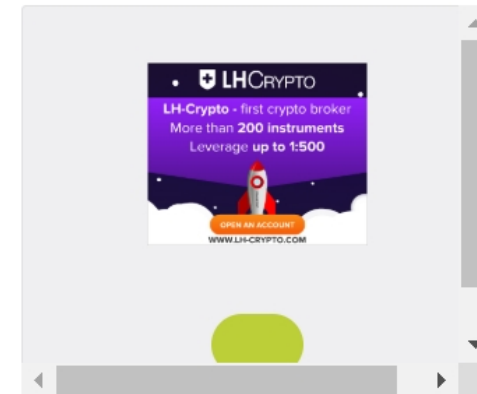 LHCRYPTO
LH-Crypto - first crypto broker
More than 200 instruments
Leverage up to 1:500
OPEN AN ACCOUNT
WWW.LH-CRYPTO.COM